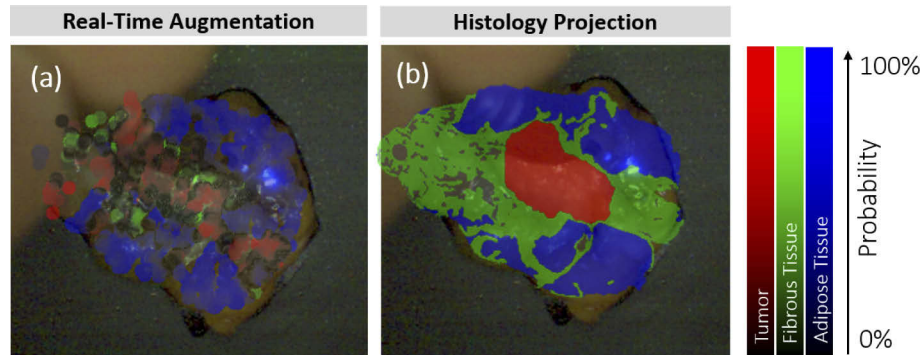 Real-Time Augmentation
Histology Projection
(a)
(b)
Tumor
Fibrous Tissue
Adipose Tissue
100%
Probability
0%